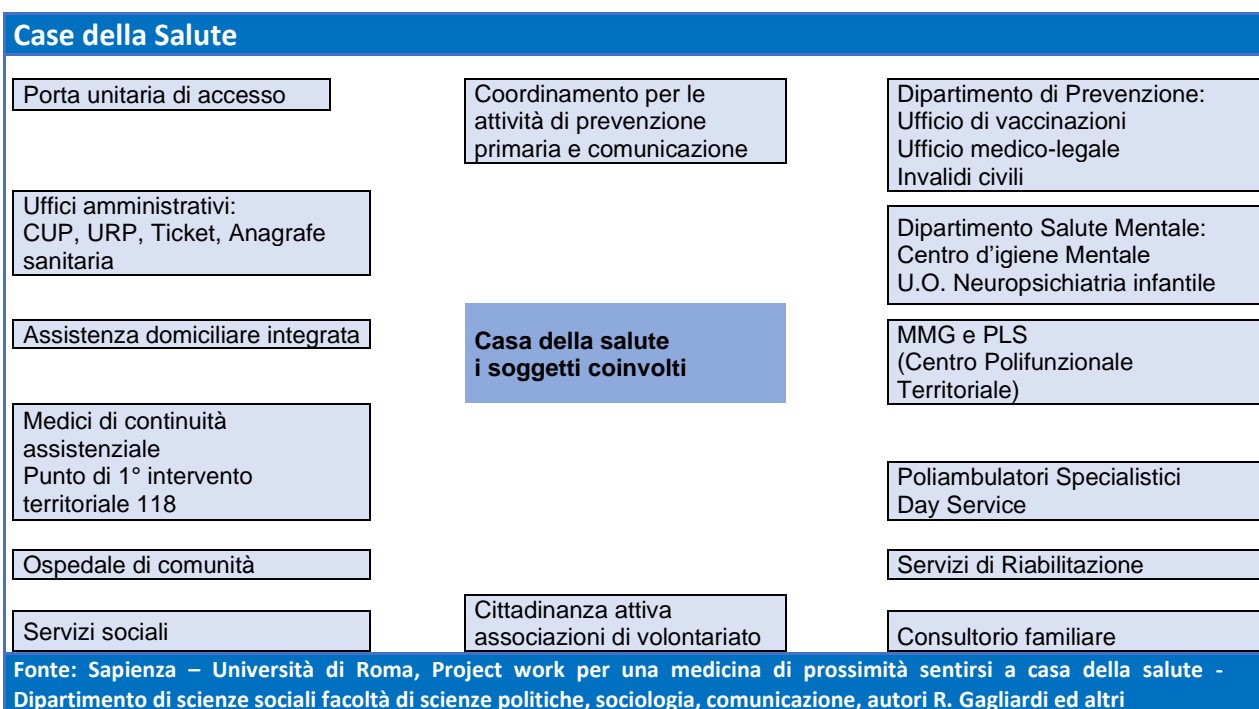 Case della Salute
Porta unitaria di accesso
Coordinamento per le
attività di prevenzione
primaria e comunicazione
Dipartimento di Prevenzione:
Ufficio di vaccinazioni
Ufficio medico-legale
Invalidi civili
Uffici amministrativi:
CUP, URP, Ticket, Anagrafe
sanitaria
Dipartimento Salute Mentale:
Centro d’igiene Mentale
U.O. Neuropsichiatria infantile
Assistenza domiciliare integrata
Casa della salute
i soggetti coinvolti
MMG e PLS
(Centro Polifunzionale
Territoriale)
Medici di continuità
assistenziale
Punto di 1° intervento
territoriale 118
Poliambulatori Specialistici
Day Service
Ospedale di comunità
Servizi di Riabilitazione
Servizi sociali
Cittadinanza attiva
associazioni di volontariato
Consultorio familiare
Fonte: Sapienza – Università di Roma, Project work per una medicina di prossimità sentirsi a casa della salute -
Dipartimento di scienze sociali facoltà di scienze politiche, sociologia, comunicazione, autori R. Gagliardi ed altri